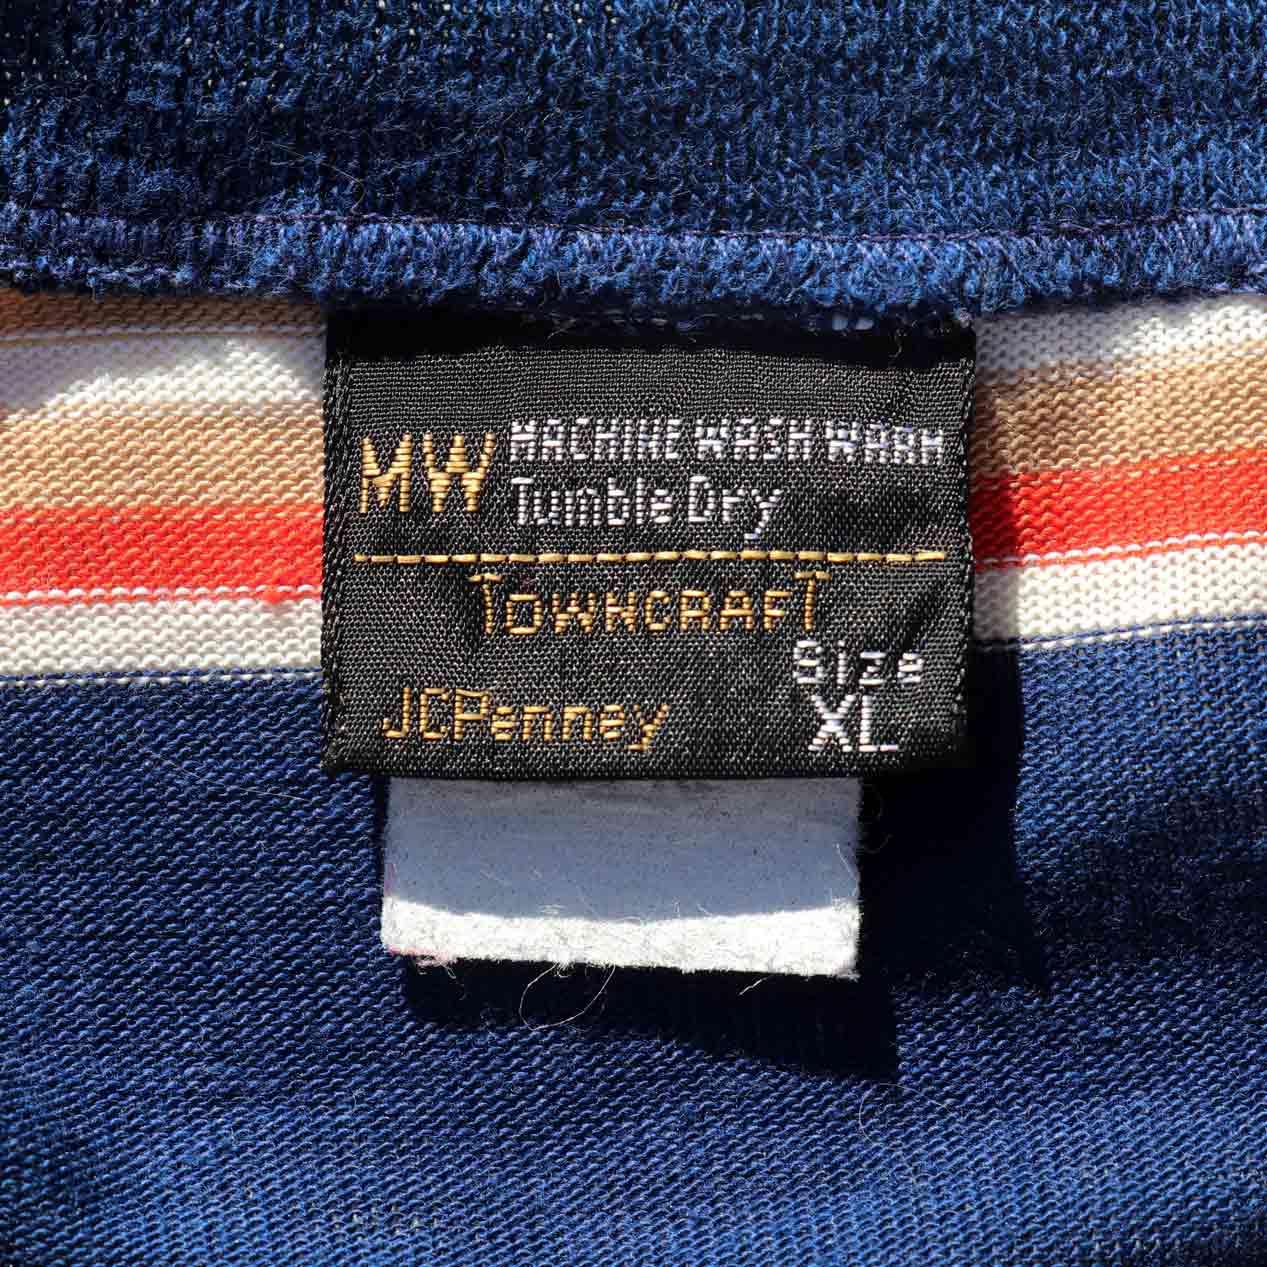 MW MACHINE WASH WARM
Tumble Dry
TOWNCRAFT
Size
JCPenney XL